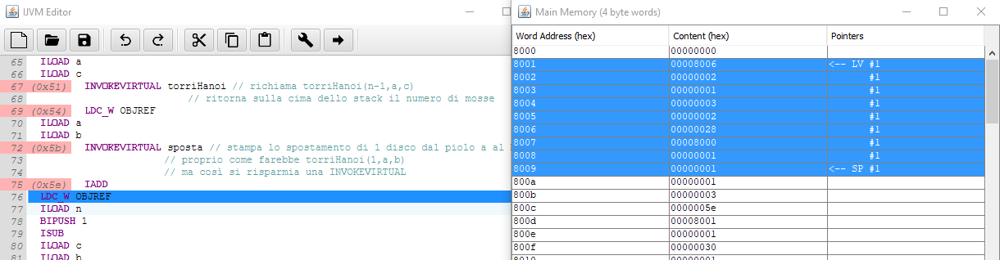 IJVM Editor
65 ILOAD a
66 ILOAD c
67 (0x51) INVOKEVIRTUAL torriHanoi // richiama torriHanoi(n-1,a,c)
68 // ritorna sulla cima dello stack il numero di mosse
69 (0x54) LDC_W OBJREF
70 ILOAD a
71 ILOAD b
72 (0x5b) INVOKEVIRTUAL sposta // stampa lo spostamento di 1 disco dal piolo a al
73 // proprio come farebbe torriHanoi(1,a,b)
74 // ma così si risparmia una INVOKEVIRTUAL
75 (0x5e) IADD
76 LDC_W OBJREF
77 ILOAD n
78 BIPUSH 1
79 ISUB
80 ILOAD c
81 ILOAD b
Main Memory (4 byte words)
Word Address (hex) Content (hex) Pointers
8000 00000000
8001 00008006 <-- LV #1
8002 00000002 #1
8003 00000001 #1
8004 00000003 #1
8005 00000002 #1
8006 00000028 #1
8007 00008000 #1
8008 00000001 #1
8009 00000001 <-- SP #1
800a 00000001
800b 00000003
800c 0000005e
800d 00008001
800e 00000001
800f 00000030
8010 00000001